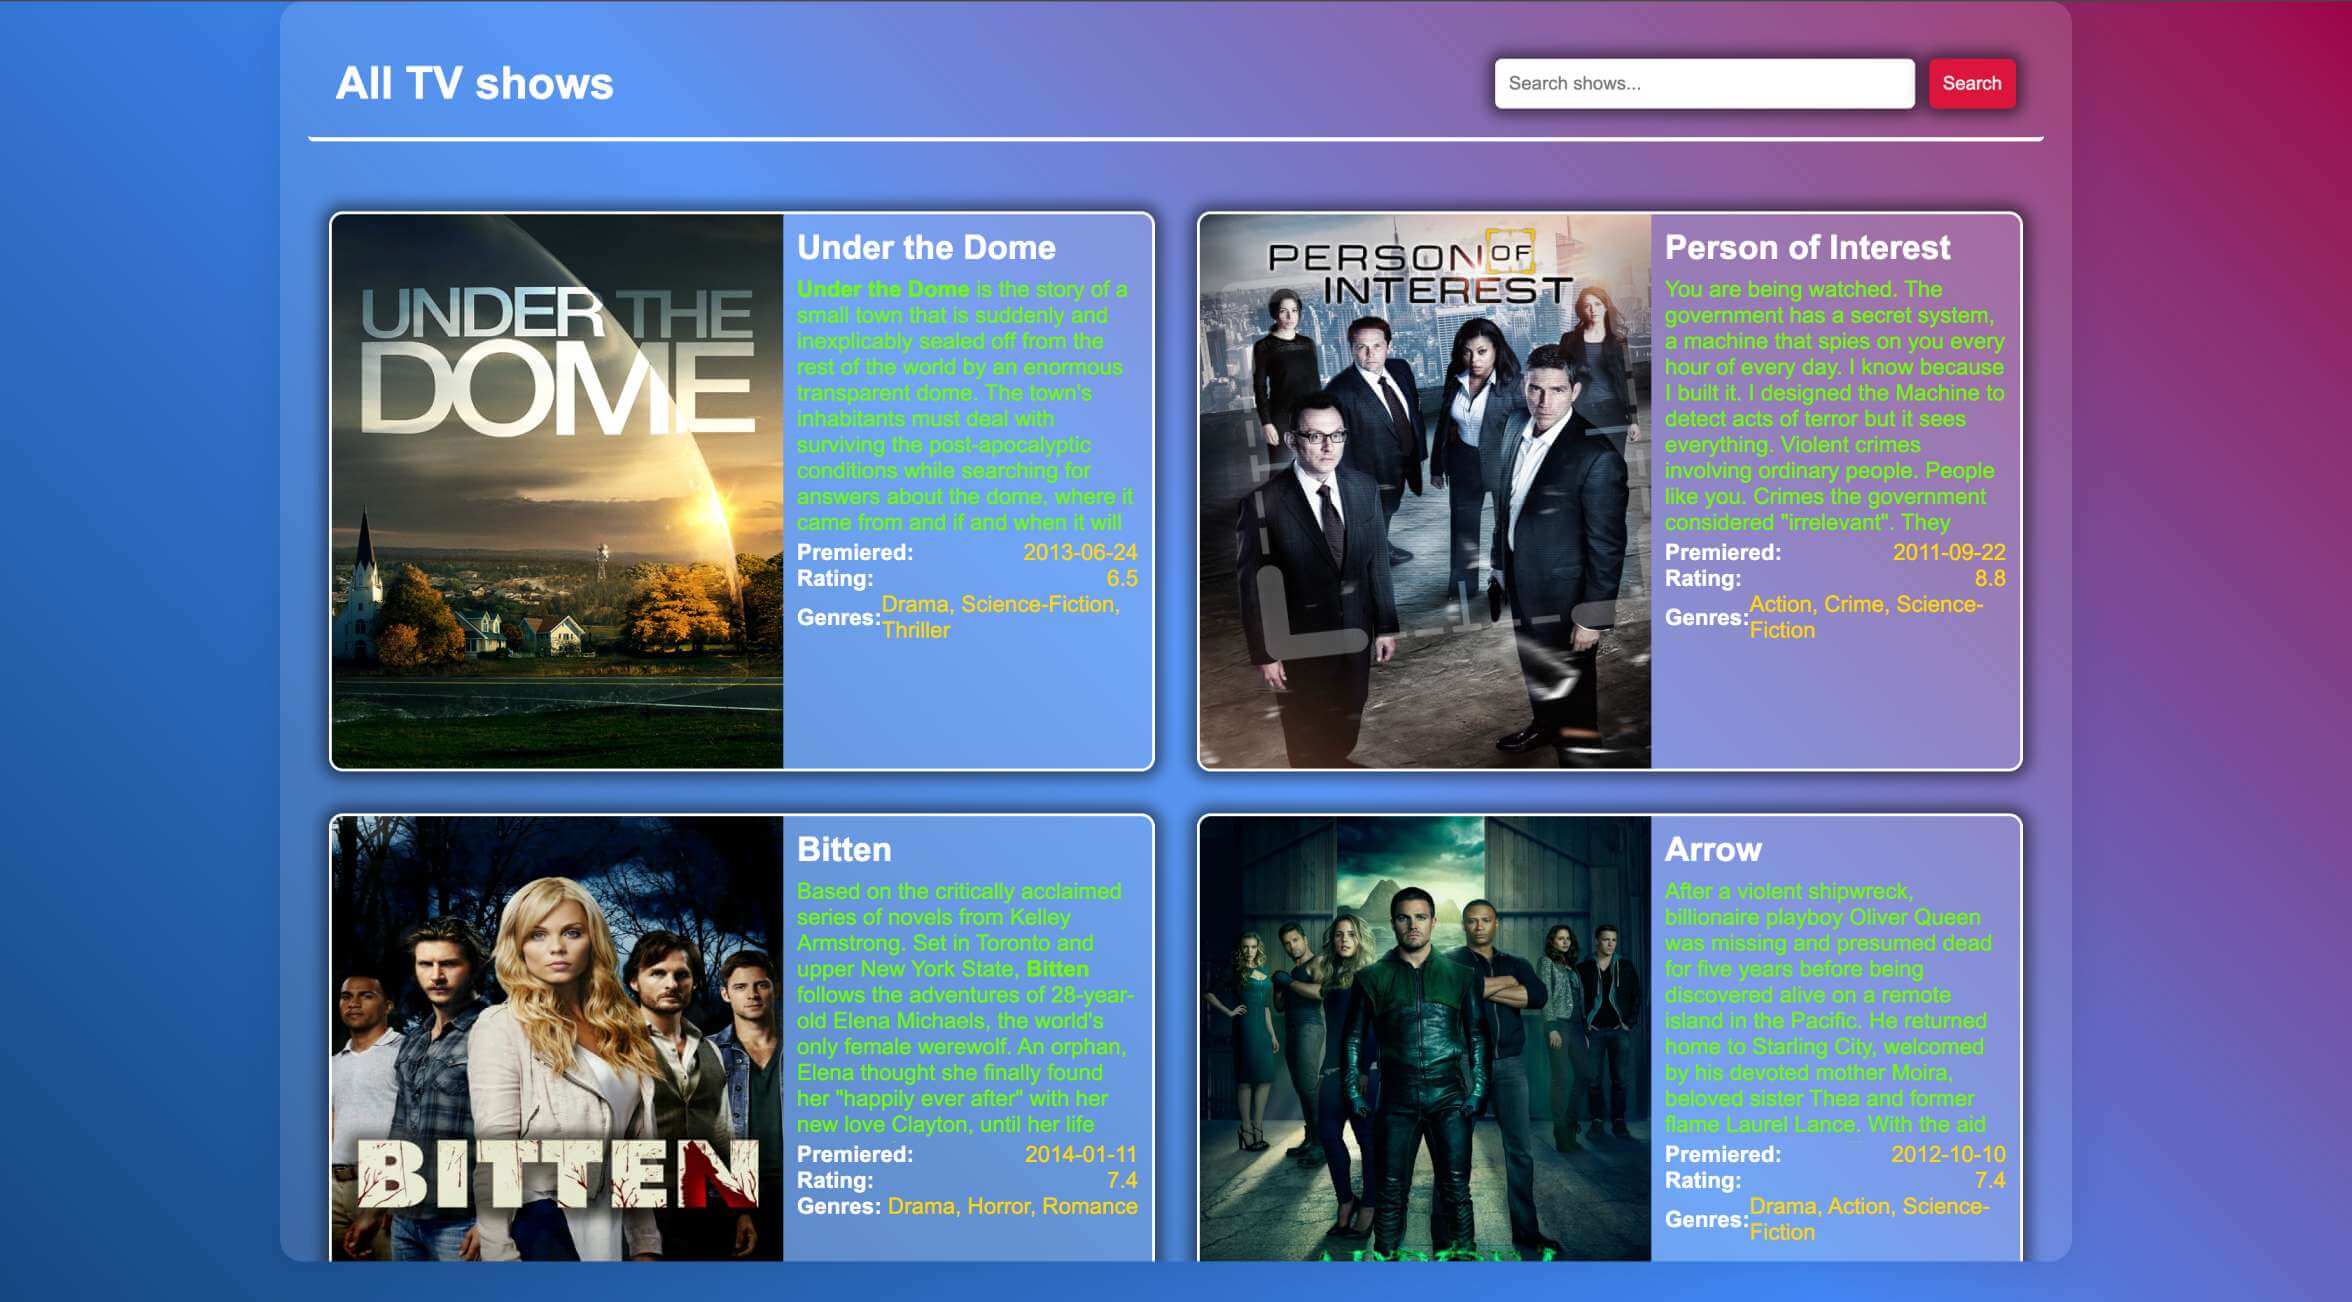 All TV shows
Search shows...
Search
UNDER THE
DOME
Under the Dome
Under the Dome is the story of a
small town that is suddenly and
inexplicably sealed off from the
rest of the world by an enormous
transparent dome. The town's
inhabitants must deal with
surviving the post-apocalyptic
conditions while searching for
answers about the dome, where it
came from and if and when it will
Premiered: 2013-06-24
Rating: 6.5
Genres: Drama, Science-Fiction,
Thriller
PERSON OF
INTEREST
Person of Interest
You are being watched. The
government has a secret system,
a machine that spies on you every
hour of every day. I know because
I built it. I designed the Machine to
detect acts of terror but it sees
everything. Violent crimes
involving ordinary people. People
like you. Crimes the government
considered "irrelevant". They
Premiered: 2011-09-22
Rating: 8.8
Genres: Action, Crime, Science-
Fiction
BITTEN
Bitten
Based on the critically acclaimed
series of novels from Kelley
Armstrong. Set in Toronto and
upper New York State, Bitten
follows the adventures of 28-year-
old Elena Michaels, the world's
only female werewolf. An orphan,
Elena thought she finally found
her "happily ever after" with her
new love Clayton, until her life
Premiered: 2014-01-11
Rating: 7.4
Genres: Drama, Horror, Romance
Arrow
After a violent shipwreck,
billionaire playboy Oliver Queen
was missing and presumed dead
for five years before being
discovered alive on a remote
island in the Pacific. He returned
home to Starling City, welcomed
by his devoted mother Moira,
beloved sister Thea and former
flame Laurel Lance. With the aid
Premiered: 2012-10-10
Rating: 7.4
Genres: Drama, Action, Science-
Fiction